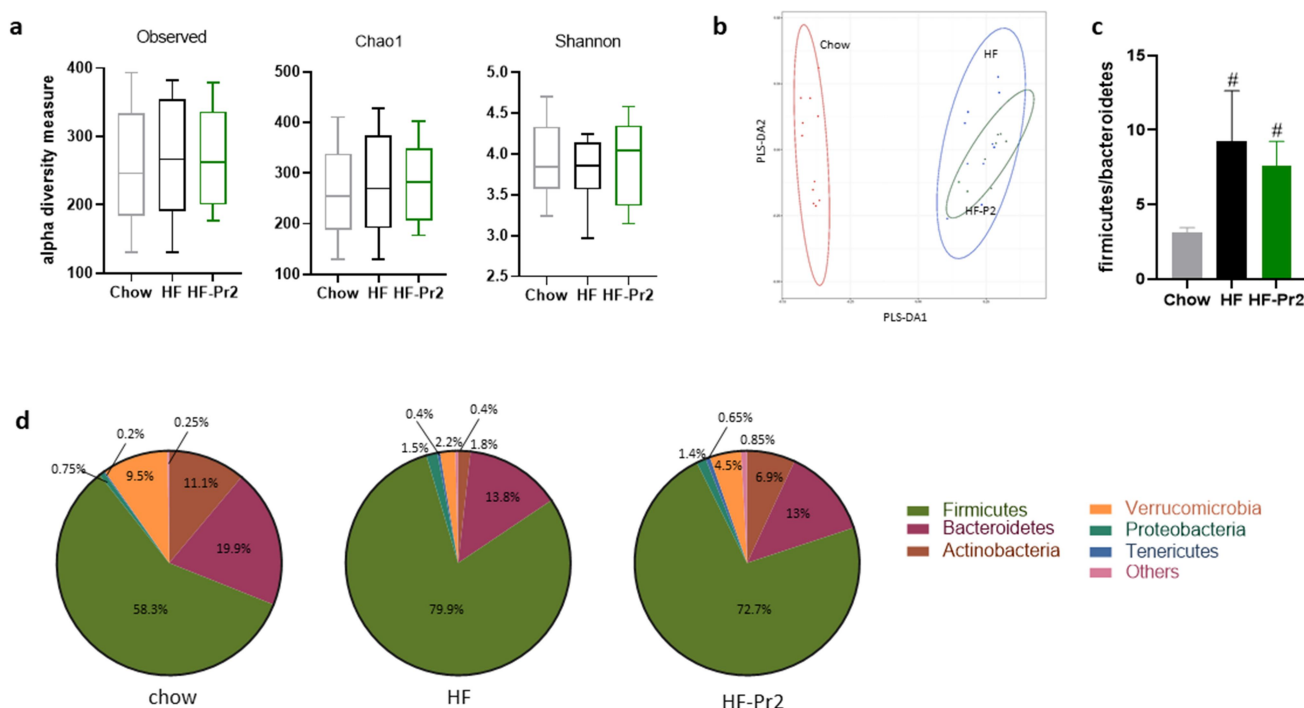 a
Observed
Chao1
Shannon
alpha diversity measure
400
300
200
100
Chow HF HF-Pr2
500
400
300
200
100
Chow HF HF-Pr2
5.0
4.5
4.0
3.5
3.0
2.5
Chow HF HF-Pr2
b
Chow
HF
HF-P2
PLS-DA2
PLS-DA1
c
firmicutes/bacteroidetes
15
10
5
0
#
#
Chow HF HF-Pr2
d
0.75%
0.2%
0.25%
9.5%
11.1%
19.9%
58.3%
chow
1.5%
0.4%
2.2%
0.4%
1.8%
13.8%
79.9%
HF
1.4%
0.65%
4.5%
0.85%
6.9%
13%
72.7%
HF-Pr2
Firmicutes
Bacteroidetes
Actinobacteria
Verrucomicrobia
Proteobacteria
Tenericutes
Others